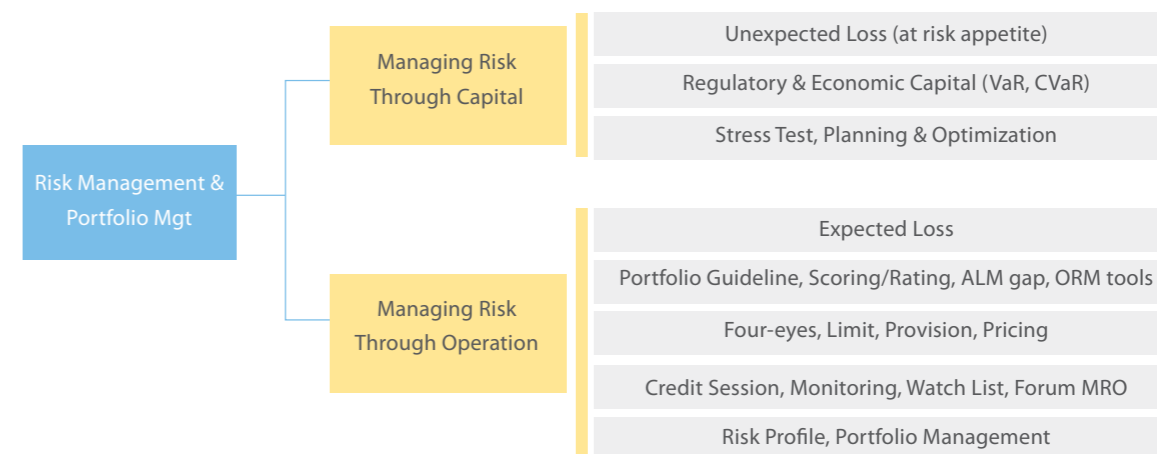 Risk Management &
Portfolio Mgt
Managing Risk
Through Capital
Unexpected Loss (at risk appetite)
Regulatory & Economic Capital (VaR, CVaR)
Stress Test, Planning & Optimization
Managing Risk
Through Operation
Expected Loss
Portfolio Guideline, Scoring/Rating, ALM gap, ORM tools
Four-eyes, Limit, Provision, Pricing
Credit Session, Monitoring, Watch List, Forum MRO
Risk Profile, Portfolio Management